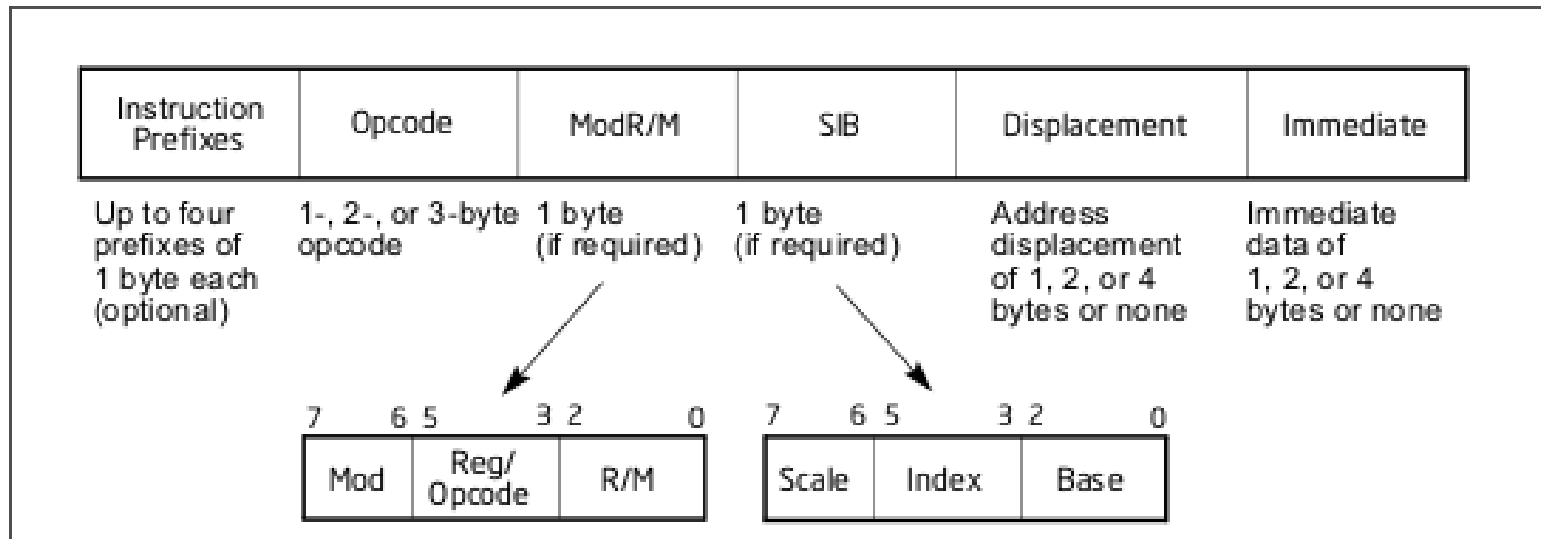 Instruction
Prefixes
Opcode
ModR/M
SIB
Displacement
Immediate
Up to four
prefixes of
1 byte each
(optional)
1-, 2-, or 3-byte
opcode
1 byte
(if required)
1 byte
(if required)
Address
displacement
of 1, 2, or 4
bytes or none
Immediate
data of
1, 2, or 4
bytes or none
7 6 5 3 2 0
Mod
Reg/
Opcode
R/M
7 6 5 3 2 0
Scale
Index
Base